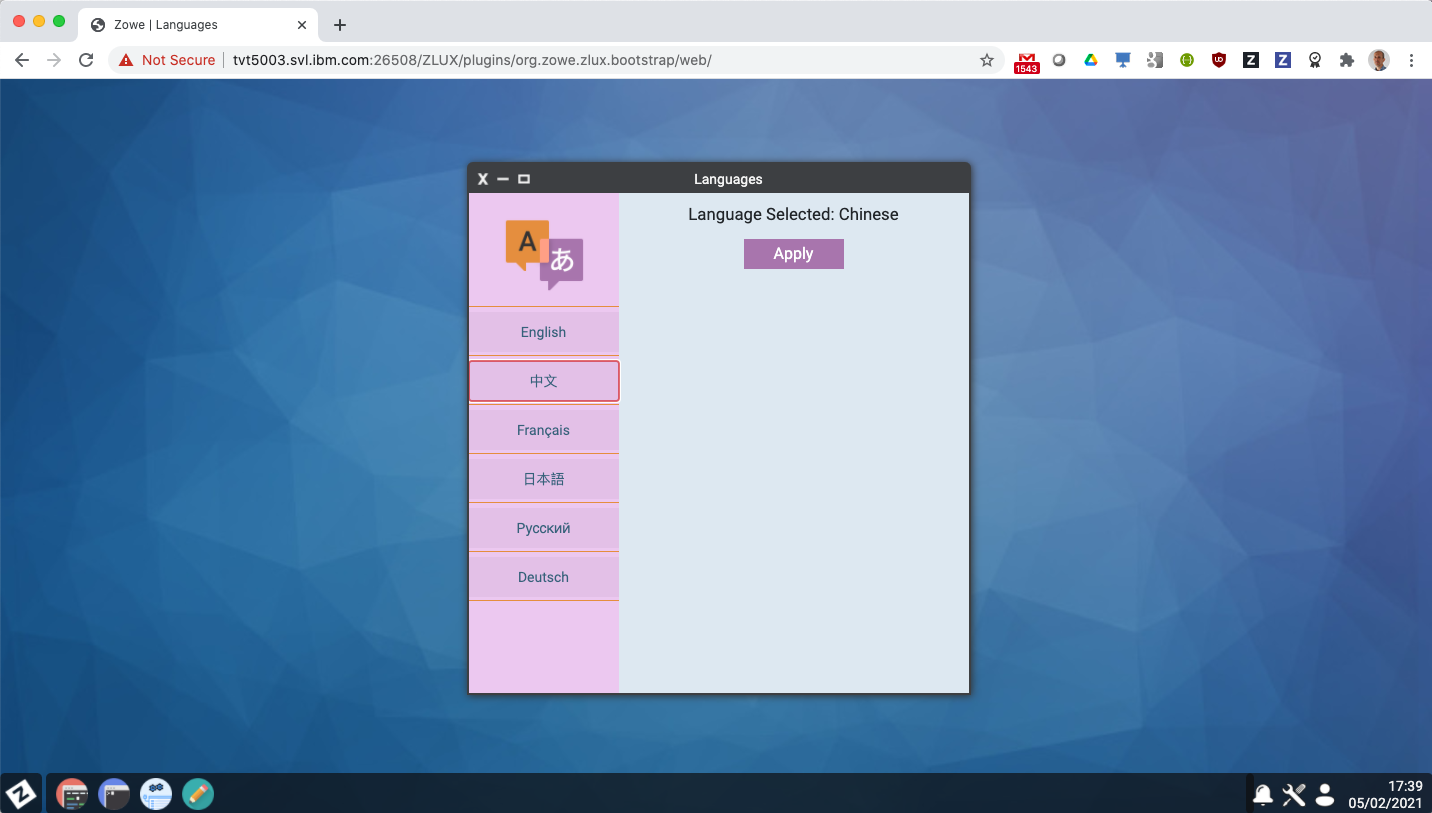 Zowe | Languages
Not Secure
tvt5003.svl.ibm.com:26508/ZLUX/plugins/org.zowe.zlux.bootstrap/web/
1543
X
Languages
A
あ
Language Selected: Chinese
Apply
English
中文
Français
日本語
Русский
Deutsch
17:39
05/02/2021